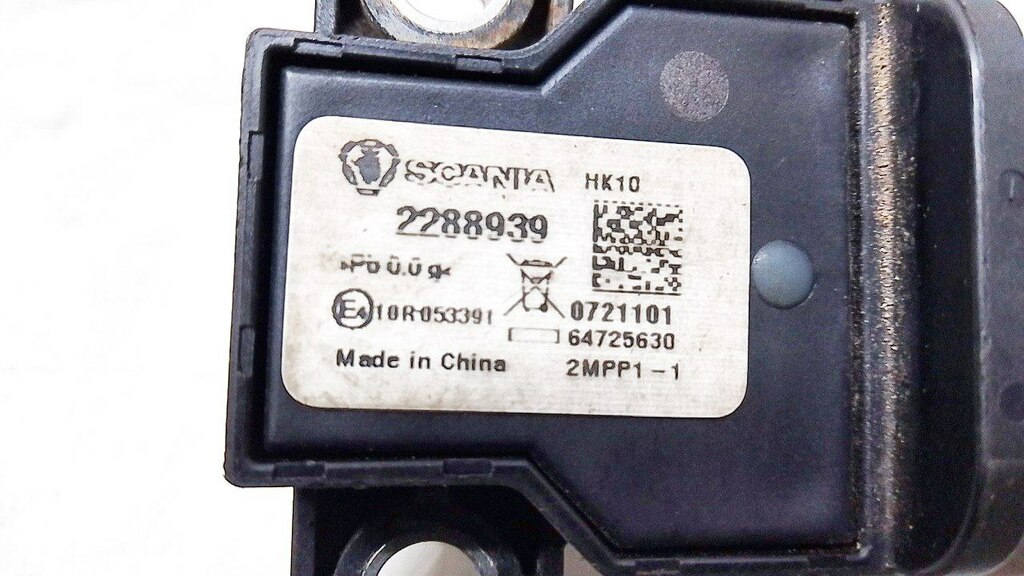 SCANIA HK10
2288939
»Pb 0.0 g«
E4 10R-053391 0721101
64725630
Made in China 2MPP1-1